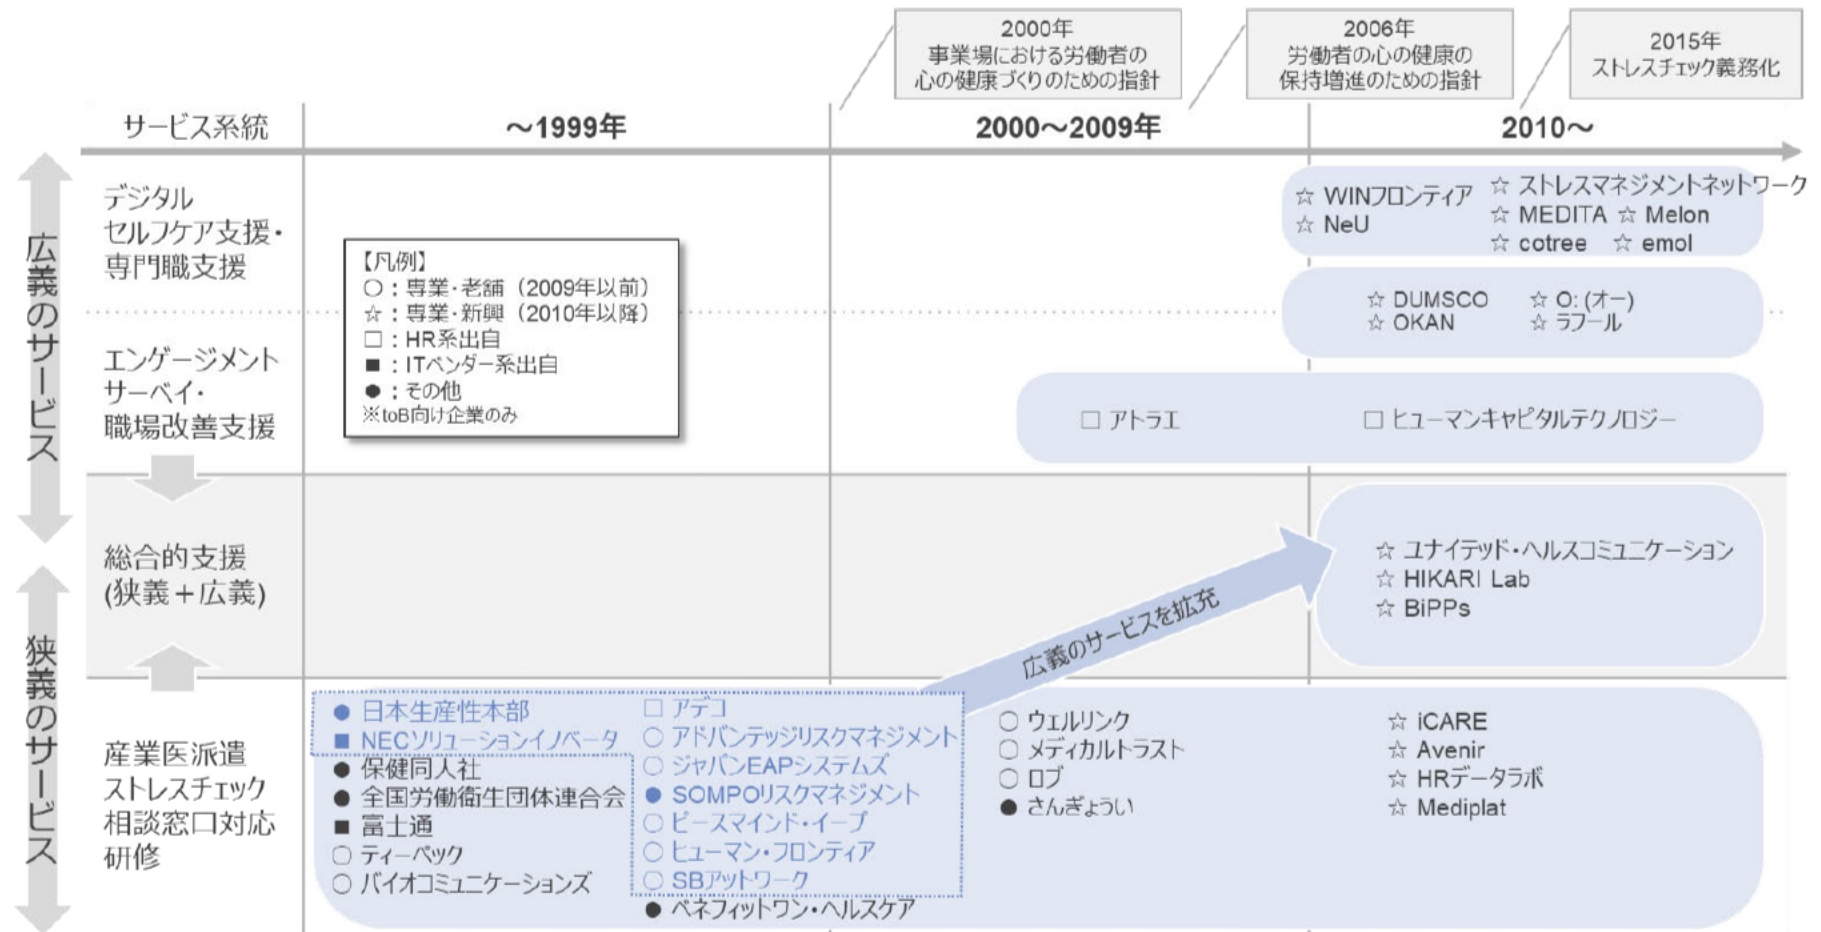 2000年
事業場における労働者の
心の健康づくりのための指針
2006年
労働者の心の健康の
保持増進のための指針
2015年
ストレスチェック義務化
サービス系統
～1999年
2000～2009年
2010～
広義のサービス
狭義のサービス
デジタル
セルフケア支援・
専門職支援
☆ WINフロンティア
☆ NeU
☆ ストレスマネジメントネットワーク
☆ MEDITA ☆ Melon
☆ cotree ☆ emol
【凡例】
○：専業・老舗（2009年以前）
☆：専業・新興（2010年以降）
□：HR系出自
■：ITベンダー系出自
●：その他
※toB向け企業のみ
☆ DUMSCO ☆ O: (オー)
☆ OKAN ☆ ラフール
エンゲージメント
サーベイ・
職場改善支援
□ アトラエ
□ ヒューマンキャピタルテクノロジー
総合的支援
(狭義＋広義)
広義のサービスを拡充
☆ ユナイテッド・ヘルスコミュニケーション
☆ HIKARI Lab
☆ BiPPs
産業医派遣
ストレスチェック
相談窓口対応
研修
● 日本生産性本部
■ NECソリューションイノベータ
● 保健同人社
● 全国労働衛生団体連合会
■ 富士通
○ ティーペック
○ バイオコミュニケーションズ
□ アデコ
○ アドバンテッジリスクマネジメント
○ ジャパンEAPシステムズ
● SOMPOリスクマネジメント
○ ピースマインド・イープ
○ ヒューマン・フロンティア
○ SBアットワーク
● ベネフィットワン・ヘルスケア
○ ウェルリンク
○ メディカルトラスト
○ ロブ
● さんぎょうい
☆ iCARE
☆ Avenir
☆ HRデータラボ
☆ Mediplat